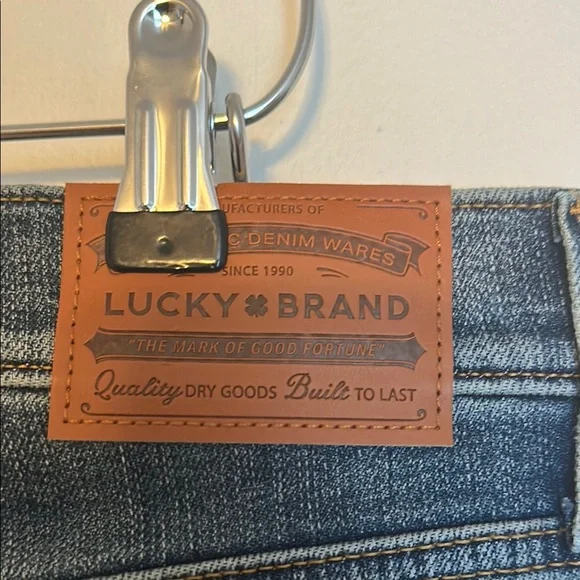 UFACTURERS OF
C DENIM WARES
SINCE 1990
LUCKY BRAND
"THE MARK OF GOOD FORTUNE"
Quality DRY GOODS Built TO LAST